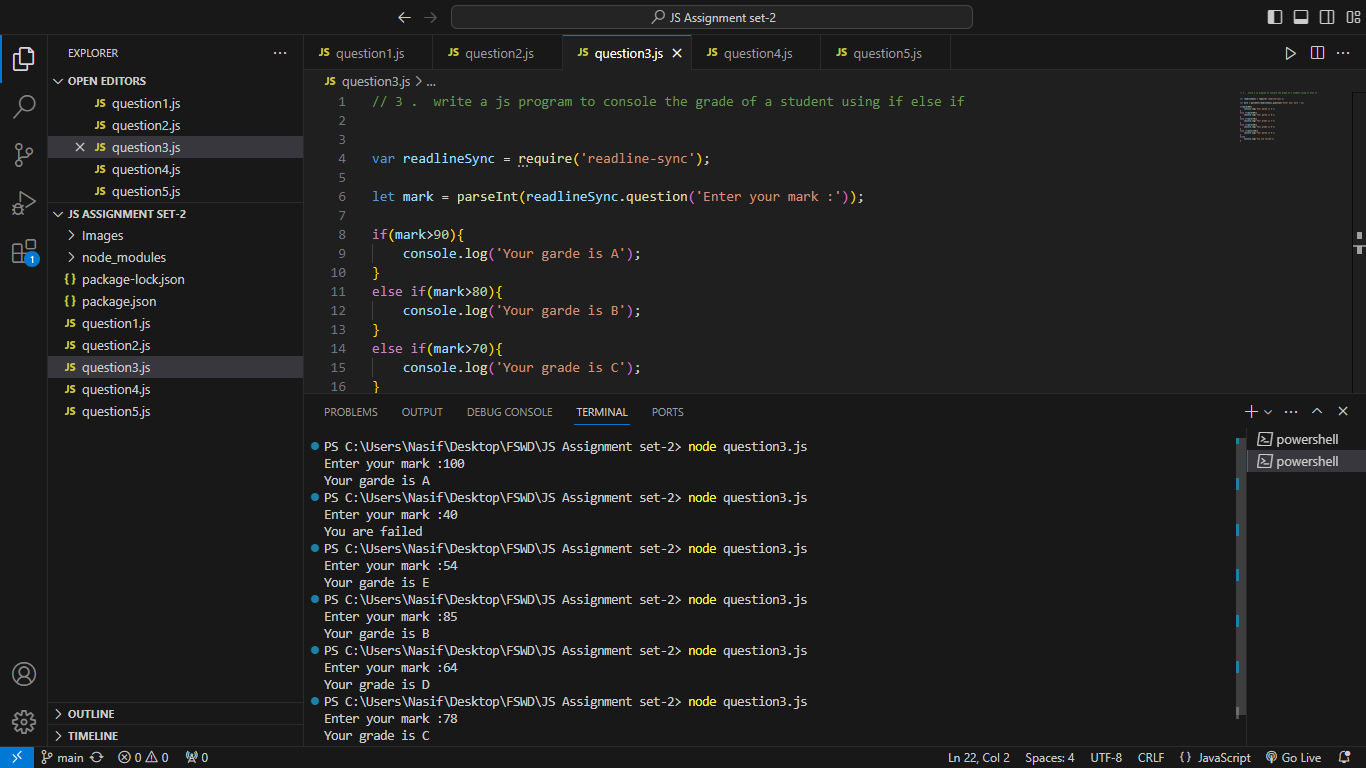 JS Assignment set-2
EXPLORER
OPEN EDITORS
JS question1.js
JS question2.js
JS question3.js
JS question4.js
JS question5.js
JS ASSIGNMENT SET-2
Images
node_modules
{} package-lock.json
{} package.json
JS question1.js
JS question2.js
JS question3.js
JS question4.js
JS question5.js
OUTLINE
TIMELINE
1
JS question1.js
JS question2.js
JS question3.js
JS question4.js
JS question5.js
JS question3.js > ...
1 // 3 .  write a js program to console the grade of a student using if else if
2
3
4 var readlineSync = require('readline-sync');
5
6 let mark = parseInt(readlineSync.question('Enter your mark :'));
7
8 if(mark>90){
9     console.log('Your garde is A');
10 }
11 else if(mark>80){
12     console.log('Your garde is B');
13 }
14 else if(mark>70){
15     console.log('Your grade is C');
16 }
PROBLEMS OUTPUT DEBUG CONSOLE TERMINAL PORTS
PS C:\Users\Nasif\Desktop\FSWD\JS Assignment set-2> node question3.js
Enter your mark :100
Your garde is A
PS C:\Users\Nasif\Desktop\FSWD\JS Assignment set-2> node question3.js
Enter your mark :40
You are failed
PS C:\Users\Nasif\Desktop\FSWD\JS Assignment set-2> node question3.js
Enter your mark :54
Your garde is E
PS C:\Users\Nasif\Desktop\FSWD\JS Assignment set-2> node question3.js
Enter your mark :85
Your garde is B
PS C:\Users\Nasif\Desktop\FSWD\JS Assignment set-2> node question3.js
Enter your mark :64
Your grade is D
PS C:\Users\Nasif\Desktop\FSWD\JS Assignment set-2> node question3.js
Enter your mark :78
Your grade is C
powershell
powershell
main 0 0 0 Ln 22, Col 2 Spaces: 4 UTF-8 CRLF {} JavaScript Go Live